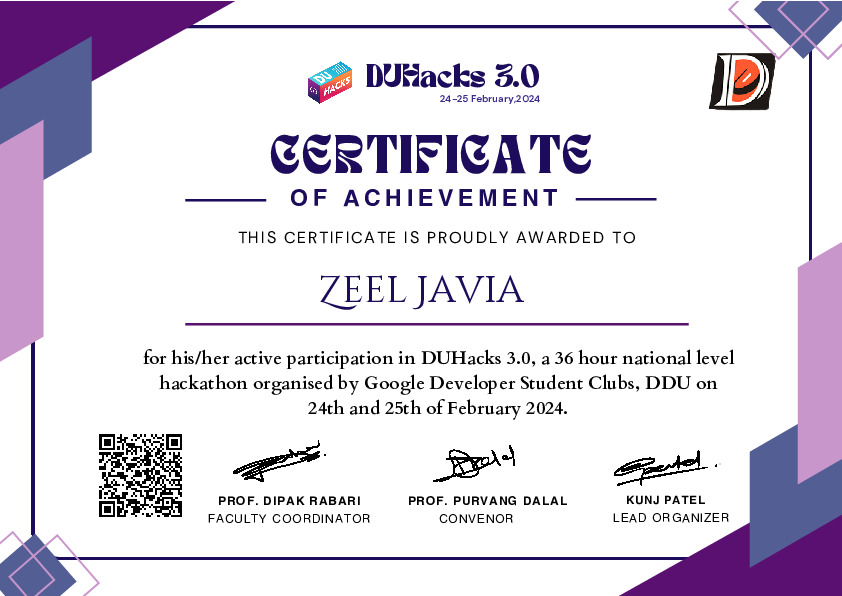 DU
HACKS
DUHacks 3.0
24-25 February,2024
D
CERTIFICATE
OF ACHIEVEMENT
THIS CERTIFICATE IS PROUDLY AWARDED TO
ZEEL JAVIA
for his/her active participation in DUHacks 3.0, a 36 hour national level
hackathon organised by Google Developer Student Clubs, DDU on
24th and 25th of February 2024.
PROF. DIPAK RABARI
FACULTY COORDINATOR
PROF. PURVANG DALAL
CONVENOR
KUNJ PATEL
LEAD ORGANIZER